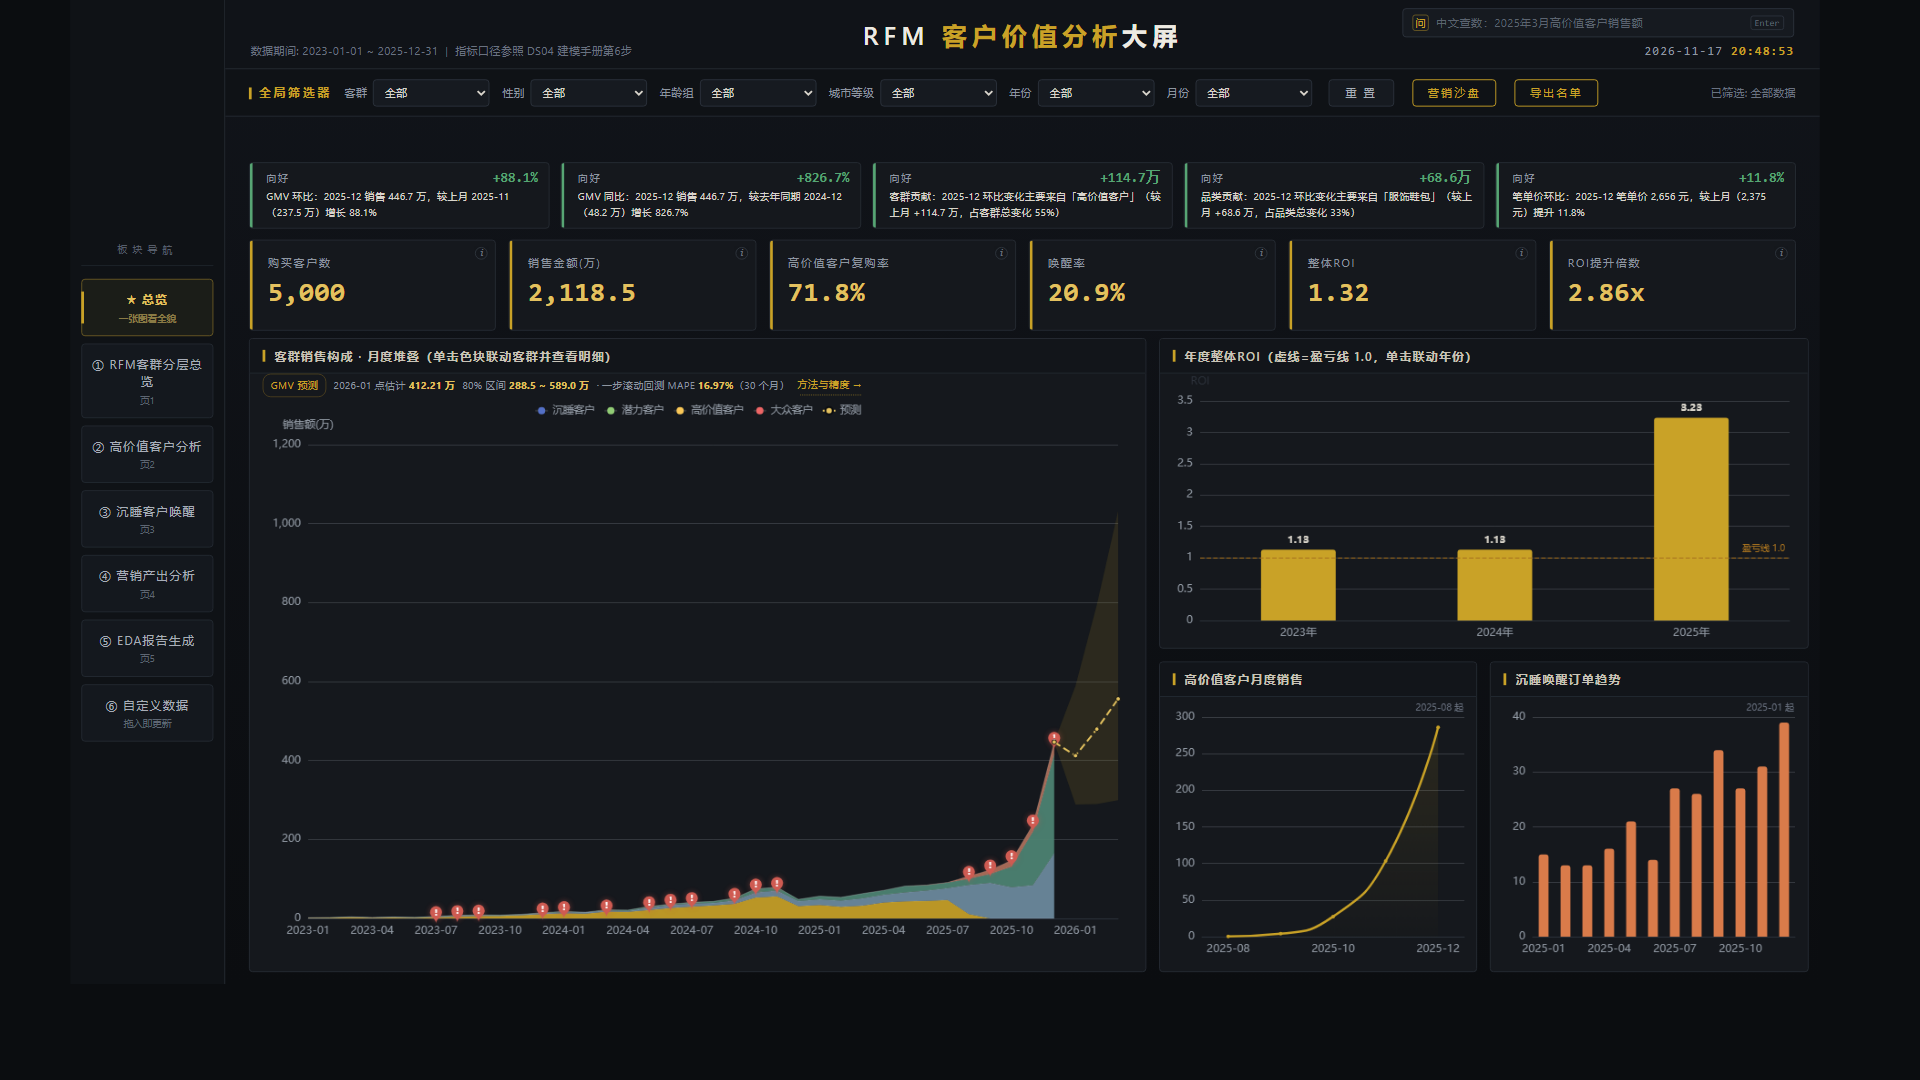 RFM 客户价值分析大屏
数据期间: 2023-01-01 ~ 2025-12-31 | 指标口径参照 DS04 建模手册第6步
问 中文查数：2025年3月高价值客户销售额 Enter
2026-11-17 20:48:53
全局筛选器 客群 全部 性别 全部 年龄组 全部 城市等级 全部 年份 全部 月份 全部 重 置 营销沙盘 导出名单 已筛选: 全部数据
板块导航
★ 总览
一张图看全貌
① RFM客群分层总
览
页1
② 高价值客户分析
页2
③ 沉睡客户唤醒
页3
④ 营销产出分析
页4
⑤ EDA报告生成
页5
⑥ 自定义数据
拖入即更新
向好 +88.1%
GMV 环比：2025-12 销售 446.7 万，较上月 2025-11
（237.5 万）增长 88.1%
向好 +826.7%
GMV 同比：2025-12 销售 446.7 万，较去年同期 2024-12
（48.2 万）增长 826.7%
向好 +114.7万
客群贡献：2025-12 环比变化主要来自「高价值客户」（较
上月 +114.7 万，占客群总变化 55%）
向好 +68.6万
品类贡献：2025-12 环比变化主要来自「服饰鞋包」（较上
月 +68.6 万，占品类总变化 33%）
向好 +11.8%
笔单价环比：2025-12 笔单价 2,656 元，较上月（2,375
元）提升 11.8%
购买客户数
5,000
销售金额(万)
2,118.5
高价值客户复购率
71.8%
唤醒率
20.9%
整体ROI
1.32
ROI提升倍数
2.86x
客群销售构成 · 月度堆叠（单击色块联动客群并查看明细）
GMV 预测 2026-01 点估计 412.21 万 80% 区间 288.5 ~ 589.0 万 · 一步滚动回测 MAPE 16.97%（30 个月） 方法与精度 →
沉睡客户 潜力客户 高价值客户 大众客户 预测
销售额(万)
1,200
1,000
800
600
400
200
0
2023-01 2023-04 2023-07 2023-10 2024-01 2024-04 2024-07 2024-10 2025-01 2025-04 2025-07 2025-10 2026-01
年度整体ROI（虚线=盈亏线 1.0，单击联动年份）
ROI
3.5
3
2.5
2
1.5
1
0.5
0
1.13
1.13
3.23
盈亏线 1.0
2023年 2024年 2025年
高价值客户月度销售
2025-08 起
300
250
200
150
100
50
0
2025-08 2025-10 2025-12
沉睡唤醒订单趋势
2025-01 起
40
30
20
10
0
2025-01 2025-04 2025-07 2025-10